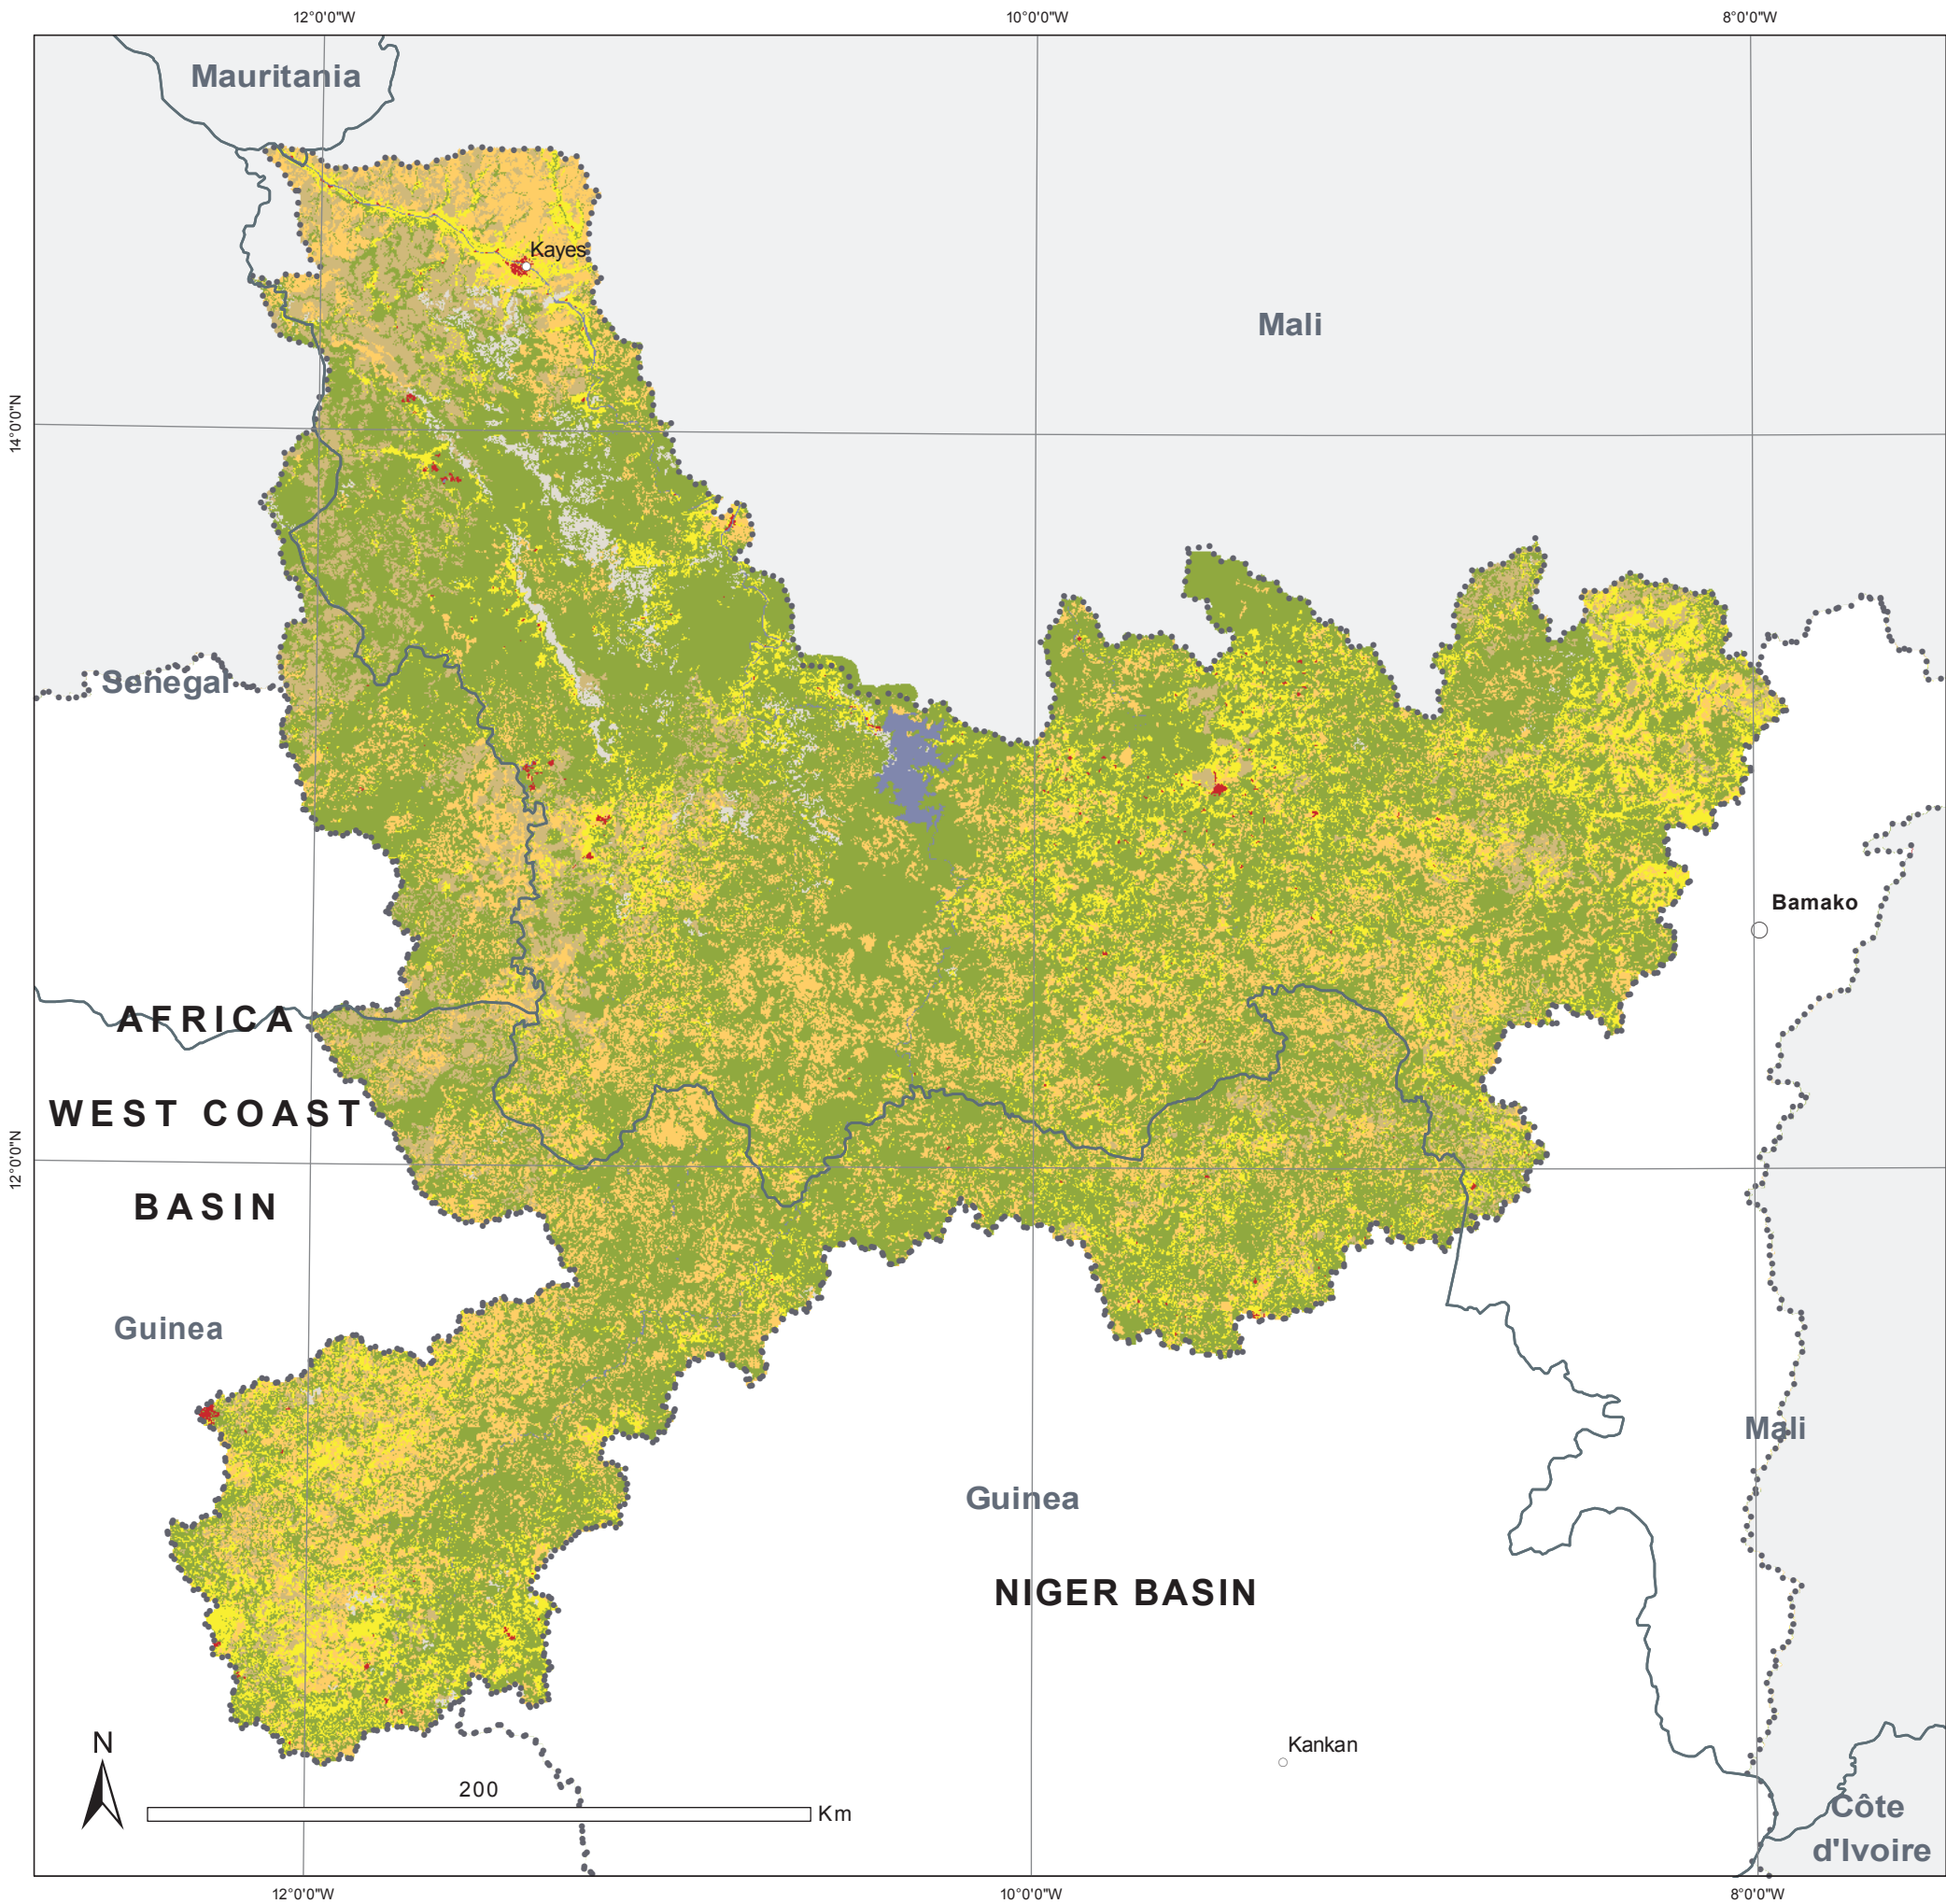 12°0'0"W
10°0'0"W
8°0'0"W
Mauritania
Kayes
Mali
14°0'0"N
Senegal
Bamako
AFRICA
WEST COAST
12°0'0"N
BASIN
Guinea
Mali
Guinea
NIGER BASIN
N
Kankan
200
Km
Côte
d'Ivoire
12°0'0"W
10°0'0"W
8°0'0"W